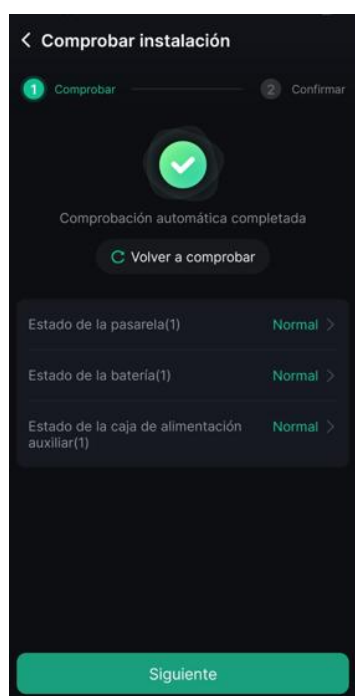 Comprobar instalación
1 Comprobar 2 Confirmar
Comprobación automática completada
Volver a comprobar
Estado de la pasarela(1) Normal
Estado de la batería(1) Normal
Estado de la caja de alimentación Normal
auxiliar(1)
Siguiente